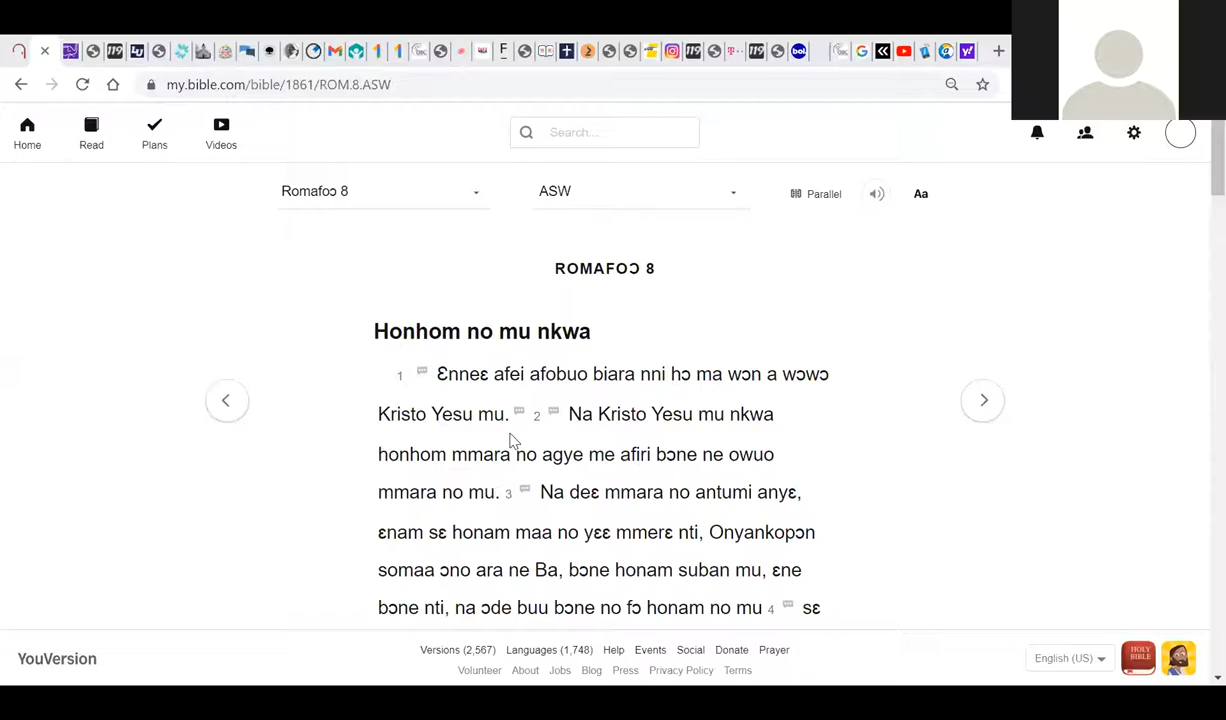 my.bible.com/bible/1861/ROM.8.ASW
Home Read Plans Videos Search...
Romafoɔ 8 ASW Parallel Aa
ROMAFOƆ 8
Honhom no mu nkwa
1 Ɛnneɛ afei afobuo biara nni hɔ ma wɔn a wɔwɔ
Kristo Yesu mu. 2 Na Kristo Yesu mu nkwa
honhom mmara no agye me afiri bɔne ne owuo
mmara no mu. 3 Na deɛ mmara no antumi anyɛ,
ɛnam sɛ honam maa no yɛɛ mmerɛ nti, Onyankopɔn
somaa ɔno ara ne Ba, bɔne honam suban mu, ɛne
bɔne nti, na ɔde buu bɔne no fɔ honam no mu 4 sɛ
YouVersion
Versions (2,567) Languages (1,748) Help Events Social Donate Prayer
Volunteer About Jobs Blog Press Privacy Policy Terms
English (US)
HOLY
BIBLE